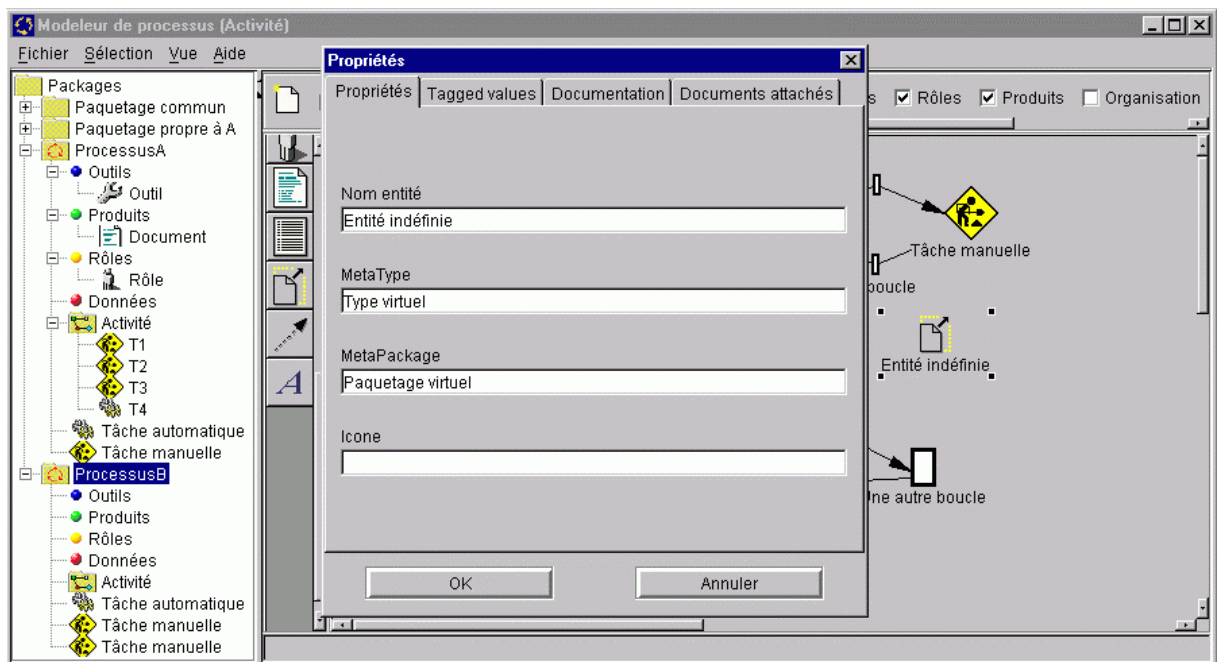 Modeleur de processus (Activité)
Fichier Sélection Vue Aide
Packages
Paquetage commun
Paquetage propre à A
ProcessusA
Outils
Outil
Produits
Document
Rôles
Rôle
Données
Activité
T1
T2
T3
T4
Tâche automatique
Tâche manuelle
ProcessusB
Outils
Produits
Rôles
Données
Activité
Tâche automatique
Tâche manuelle
Tâche manuelle
A
Propriétés
Propriétés Tagged values Documentation Documents attachés
Nom entité
Entité indéfinie
MetaType
Type virtuel
MetaPackage
Paquetage virtuel
Icone
OK Annuler
s Rôles Produits Organisation
Tâche manuelle
boucle
Entité indéfinie
Une autre boucle